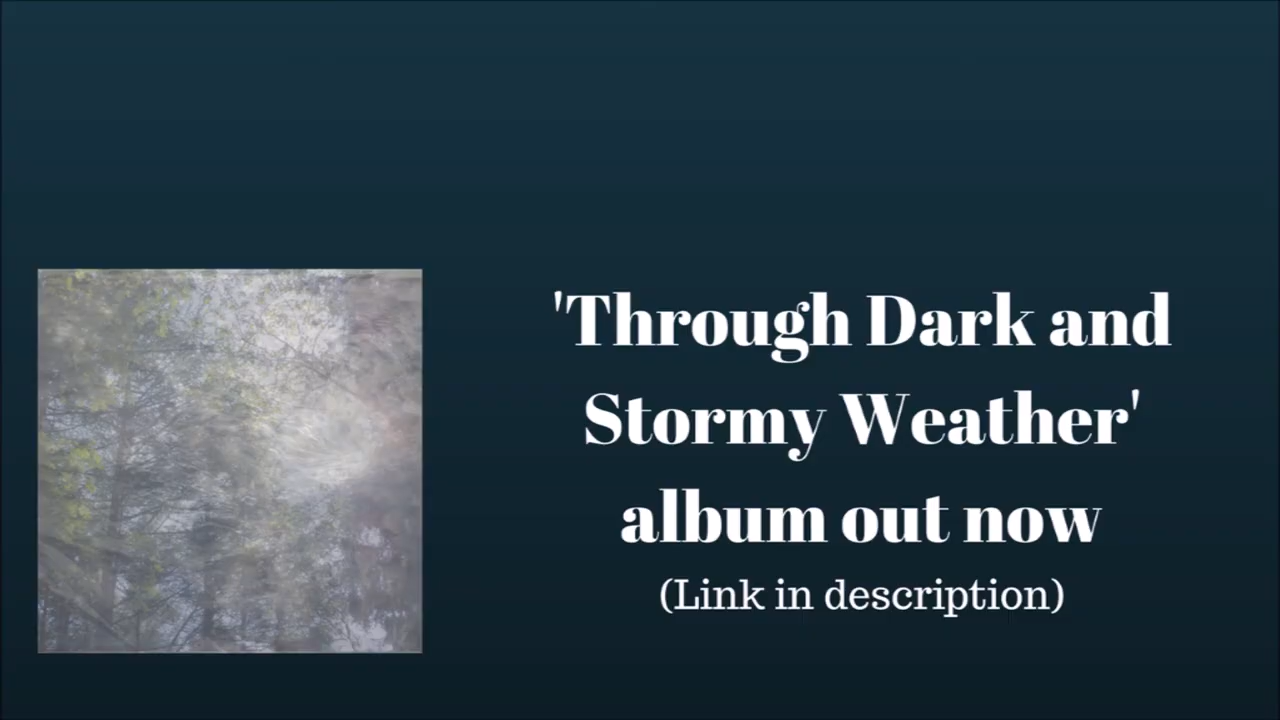 'Through Dark and
Stormy Weather'
album out now
(Link in description)